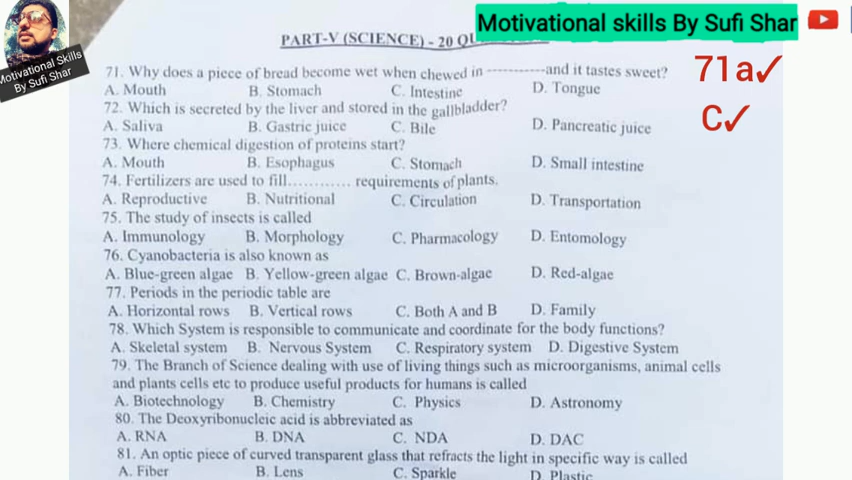 Motivational skills By Sufi Shar
Motivational Skills
By Sufi Shar
PART-V (SCIENCE) - 20
71. Why does a piece of bread become wet when chewed in ----------and it tastes sweet?
A. Mouth B. Stomach C. Intestine D. Tongue
71a✓
72. Which is secreted by the liver and stored in the gallbladder?
A. Saliva B. Gastric juice C. Bile D. Pancreatic juice
C✓
73. Where chemical digestion of proteins start?
A. Mouth B. Esophagus C. Stomach D. Small intestine
74. Fertilizers are used to fill............ requirements of plants.
A. Reproductive B. Nutritional C. Circulation D. Transportation
75. The study of insects is called
A. Immunology B. Morphology C. Pharmacology D. Entomology
76. Cyanobacteria is also known as
A. Blue-green algae B. Yellow-green algae C. Brown-algae D. Red-algae
77. Periods in the periodic table are
A. Horizontal rows B. Vertical rows C. Both A and B D. Family
78. Which System is responsible to communicate and coordinate for the body functions?
A. Skeletal system B. Nervous System C. Respiratory system D. Digestive System
79. The Branch of Science dealing with use of living things such as microorganisms, animal cells
and plants cells etc to produce useful products for humans is called
A. Biotechnology B. Chemistry C. Physics D. Astronomy
80. The Deoxyribonucleic acid is abbreviated as
A. RNA B. DNA C. NDA D. DAC
81. An optic piece of curved transparent glass that refracts the light in specific way is called
A. Fiber B. Lens C. Sparkle D. Plastic